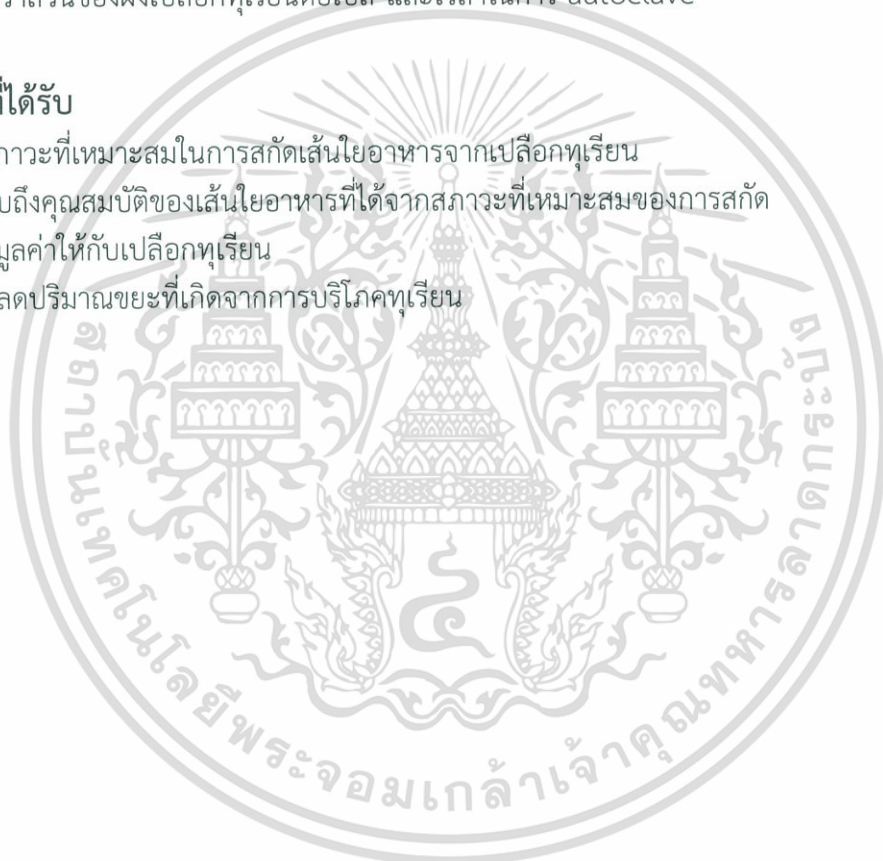 ที่ได้รับ
ภาวะที่เหมาะสมในการสกัดเส้นใยอาหารจากเปลือกทุเรียน
บถึงคุณสมบัติของเส้นใยอาหารที่ได้จากสภาวะที่เหมาะสมของการสกัด
มูลค่าให้กับเปลือกทุเรียน
ลดปริมาณขยะที่เกิดจากการบริโภคทุเรียน
สถาบันเทคโนโลยีพระจอมเกล้าเจ้าคุณทหารลาดกระบัง